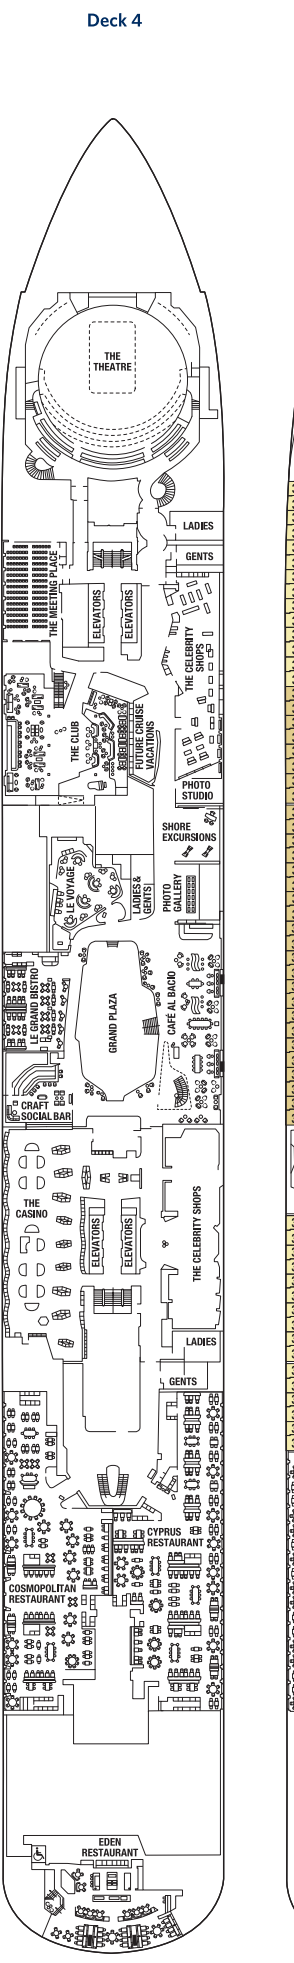 Deck 4
THE
THEATRE
LADIES
GENTS
THE MEETING PLACE
ELEVATORS
ELEVATORS
THE CELEBRITY
SHOPS
THE CLUB
FUTURE CRUISE
VACATIONS
PHOTO
STUDIO
SHORE
EXCURSIONS
LE VOYAGE
LADIES &
GENTS
PHOTO
GALLERY
LE GRAND BISTRO
GRAND PLAZA
CAFÉ AL BACIO
CRAFT
SOCIAL BAR
THE
CASINO
ELEVATORS
ELEVATORS
THE CELEBRITY SHOPS
LADIES
GENTS
CYPRUS
RESTAURANT
COSMOPOLITAN
RESTAURANT
EDEN
RESTAURANT